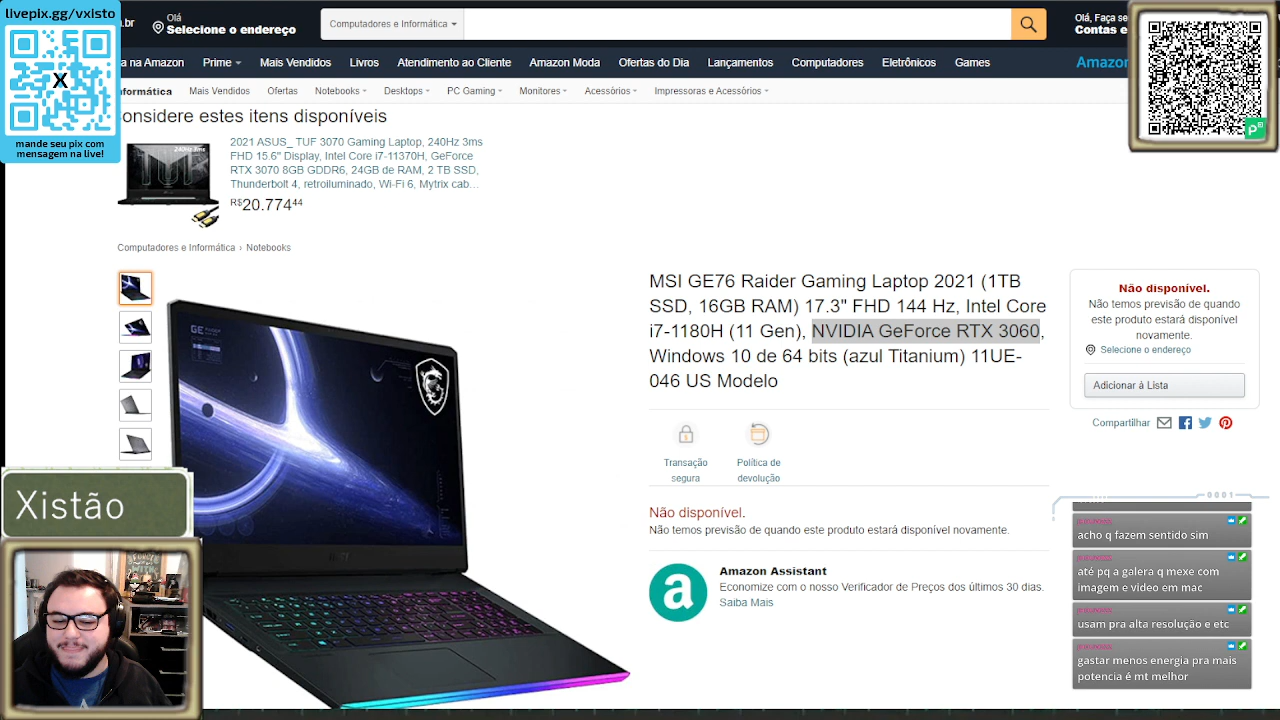 livepix.gg/vxisto
X
mande seu pix com
mensagem na live!
.br
Olá
Selecione o endereço
Computadores e Informática
Olá, Faça se
Contas e
a na Amazon
Prime
Mais Vendidos
Livros
Atendimento ao Cliente
Amazon Moda
Ofertas do Dia
Lançamentos
Computadores
Eletrônicos
Games
Amazon
nformática
Mais Vendidos
Ofertas
Notebooks
Desktops
PC Gaming
Monitores
Acessórios
Impressoras e Acessórios
onsidere estes itens disponíveis
240Hz 3ms
2021 ASUS_ TUF 3070 Gaming Laptop, 240Hz 3ms
FHD 15.6" Display, Intel Core i7-11370H, GeForce
RTX 3070 8GB GDDR6, 24GB de RAM, 2 TB SSD,
Thunderbolt 4, retroiluminado, Wi-Fi 6, Mytrix cab…
R$20.77444
Computadores e Informática › Notebooks
MSI GE76 Raider Gaming Laptop 2021 (1TB
SSD, 16GB RAM) 17.3" FHD 144 Hz, Intel Core
i7-1180H (11 Gen), NVIDIA GeForce RTX 3060,
Windows 10 de 64 bits (azul Titanium) 11UE-
046 US Modelo
Transação
segura
Política de
devolução
Não disponível.
Não temos previsão de quando este produto estará disponível novamente.
a
Amazon Assistant
Economize com o nosso Verificador de Preços dos últimos 30 dias.
Saiba Mais
Não disponível.
Não temos previsão de quando
este produto estará disponível
novamente.
Selecione o endereço
Adicionar à Lista
Compartilhar
0001
acho q fazem sentido sim
até pq a galera q mexe com
imagem e video em mac
usam pra alta resolução e etc
gastar menos energia pra mais
potencia é mt melhor
Xistão